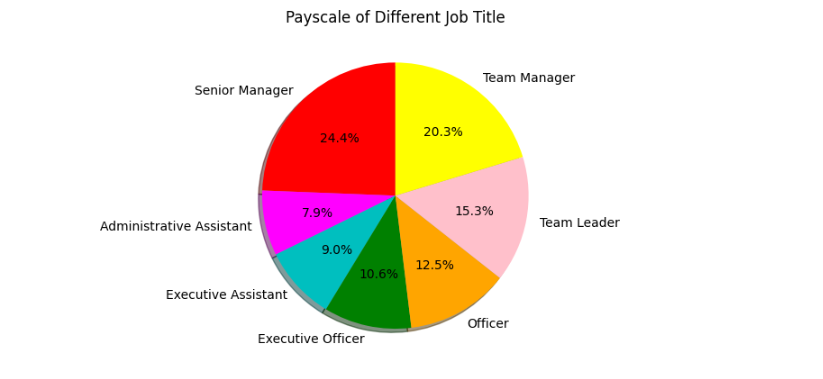 Payscale of Different Job Title
Senior Manager
24.4%
Administrative Assistant
7.9%
Executive Assistant
9.0%
Executive Officer
10.6%
Officer
12.5%
Team Leader
15.3%
Team Manager
20.3%